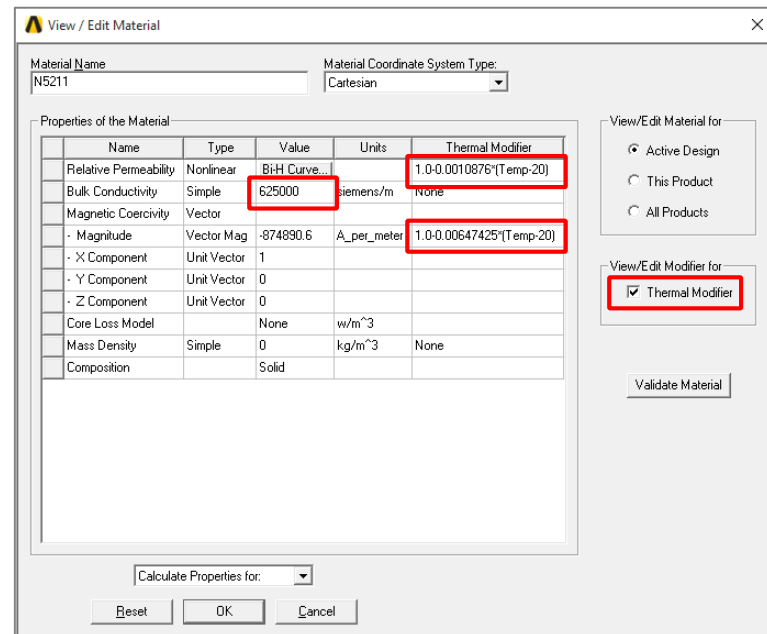 View / Edit Material
Material Name
Material Coordinate System Type:
N5211
Cartesian
Properties of the Material
Name Type Value Units Thermal Modifier
Relative Permeability Nonlinear Bi-H Curve... 1.0-0.0010876*(Temp-20)
Bulk Conductivity Simple 625000 siemens/m None
Magnetic Coercivity Vector
- Magnitude Vector Mag -874890.6 A_per_meter 1.0-0.00647425*(Temp-20)
- X Component Unit Vector 1
- Y Component Unit Vector 0
- Z Component Unit Vector 0
Core Loss Model None w/m^3
Mass Density Simple 0 kg/m^3 None
Composition Solid
View/Edit Material for
Active Design
This Product
All Products
View/Edit Modifier for
Thermal Modifier
Validate Material
Calculate Properties for:
Reset OK Cancel